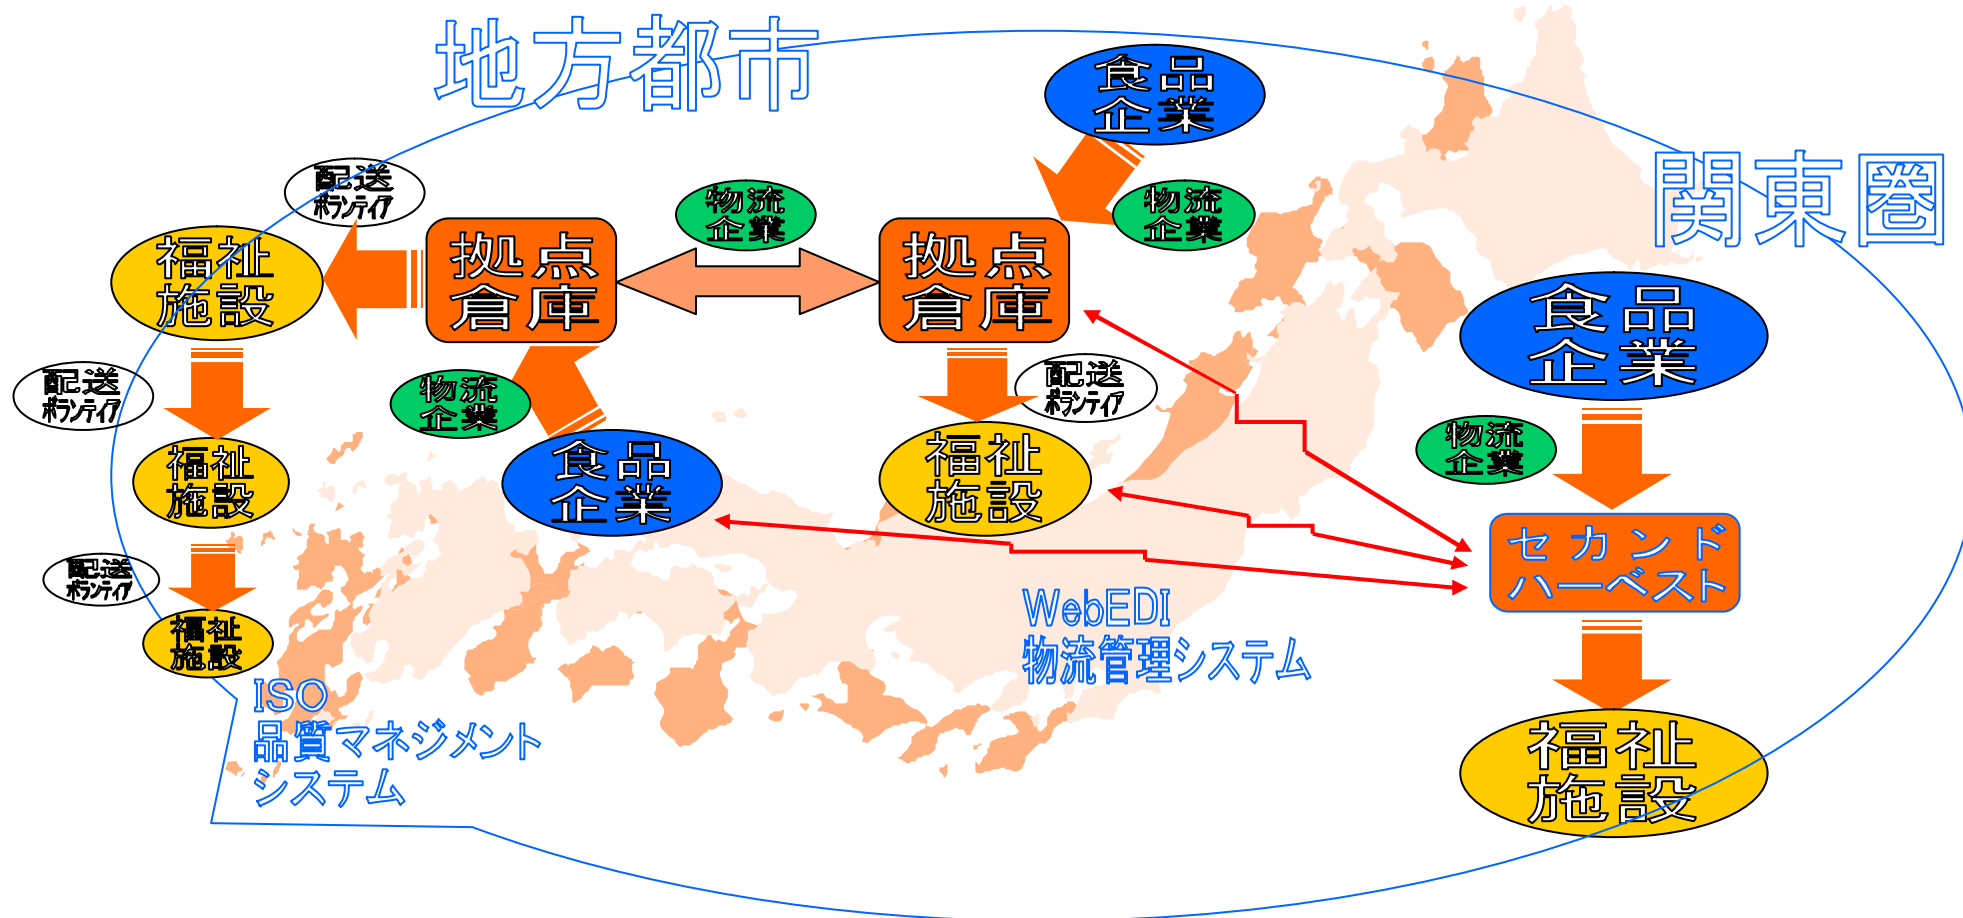 地方都市
関東圏
食品
企業
物流
企業
配送
ボランティア
物流
企業
拠点
倉庫
拠点
倉庫
福祉
施設
食品
企業
配送
ボランティア
物流
企業
配送
ボランティア
物流
企業
食品
企業
福祉
施設
福祉
施設
セカンド
ハーベスト
配送
ボランティア
福祉
施設
WebEDI
物流管理システム
ISO
品質マネジメント
システム
福祉
施設